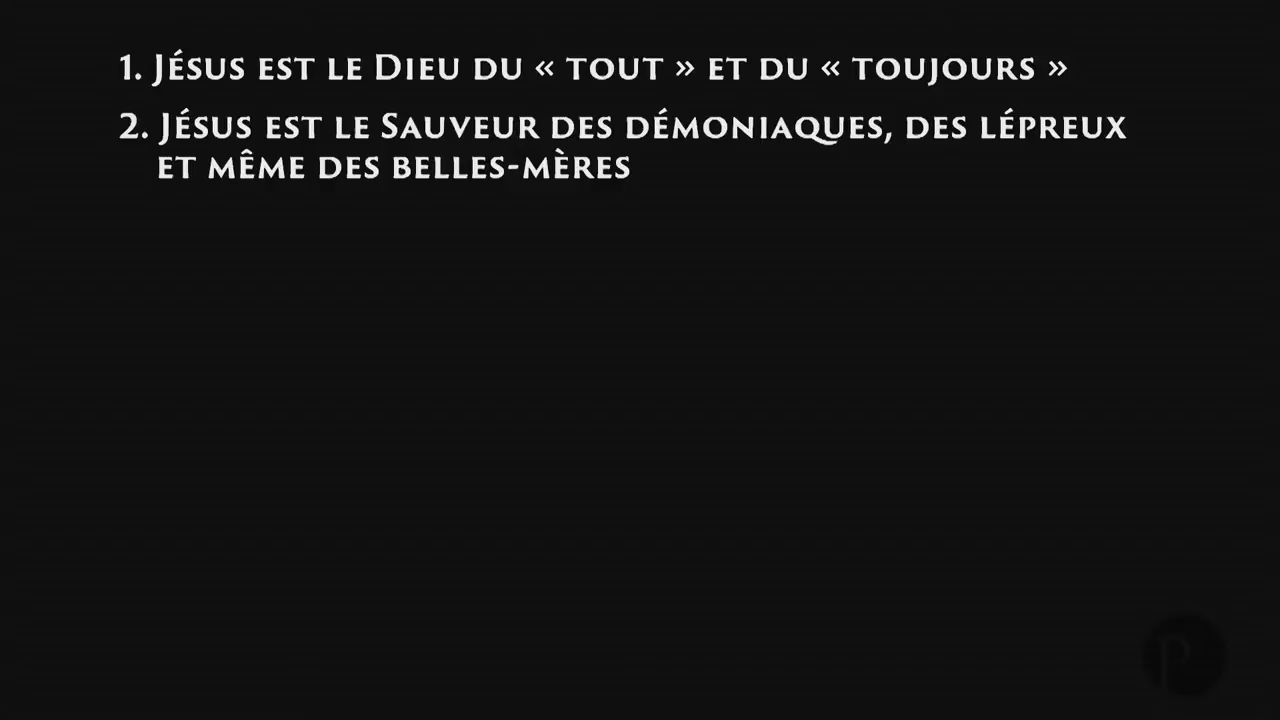 1. Jésus est le Dieu du « tout » et du « toujours »
2. Jésus est le Sauveur des démoniaques, des lépreux
et même des belles-mères